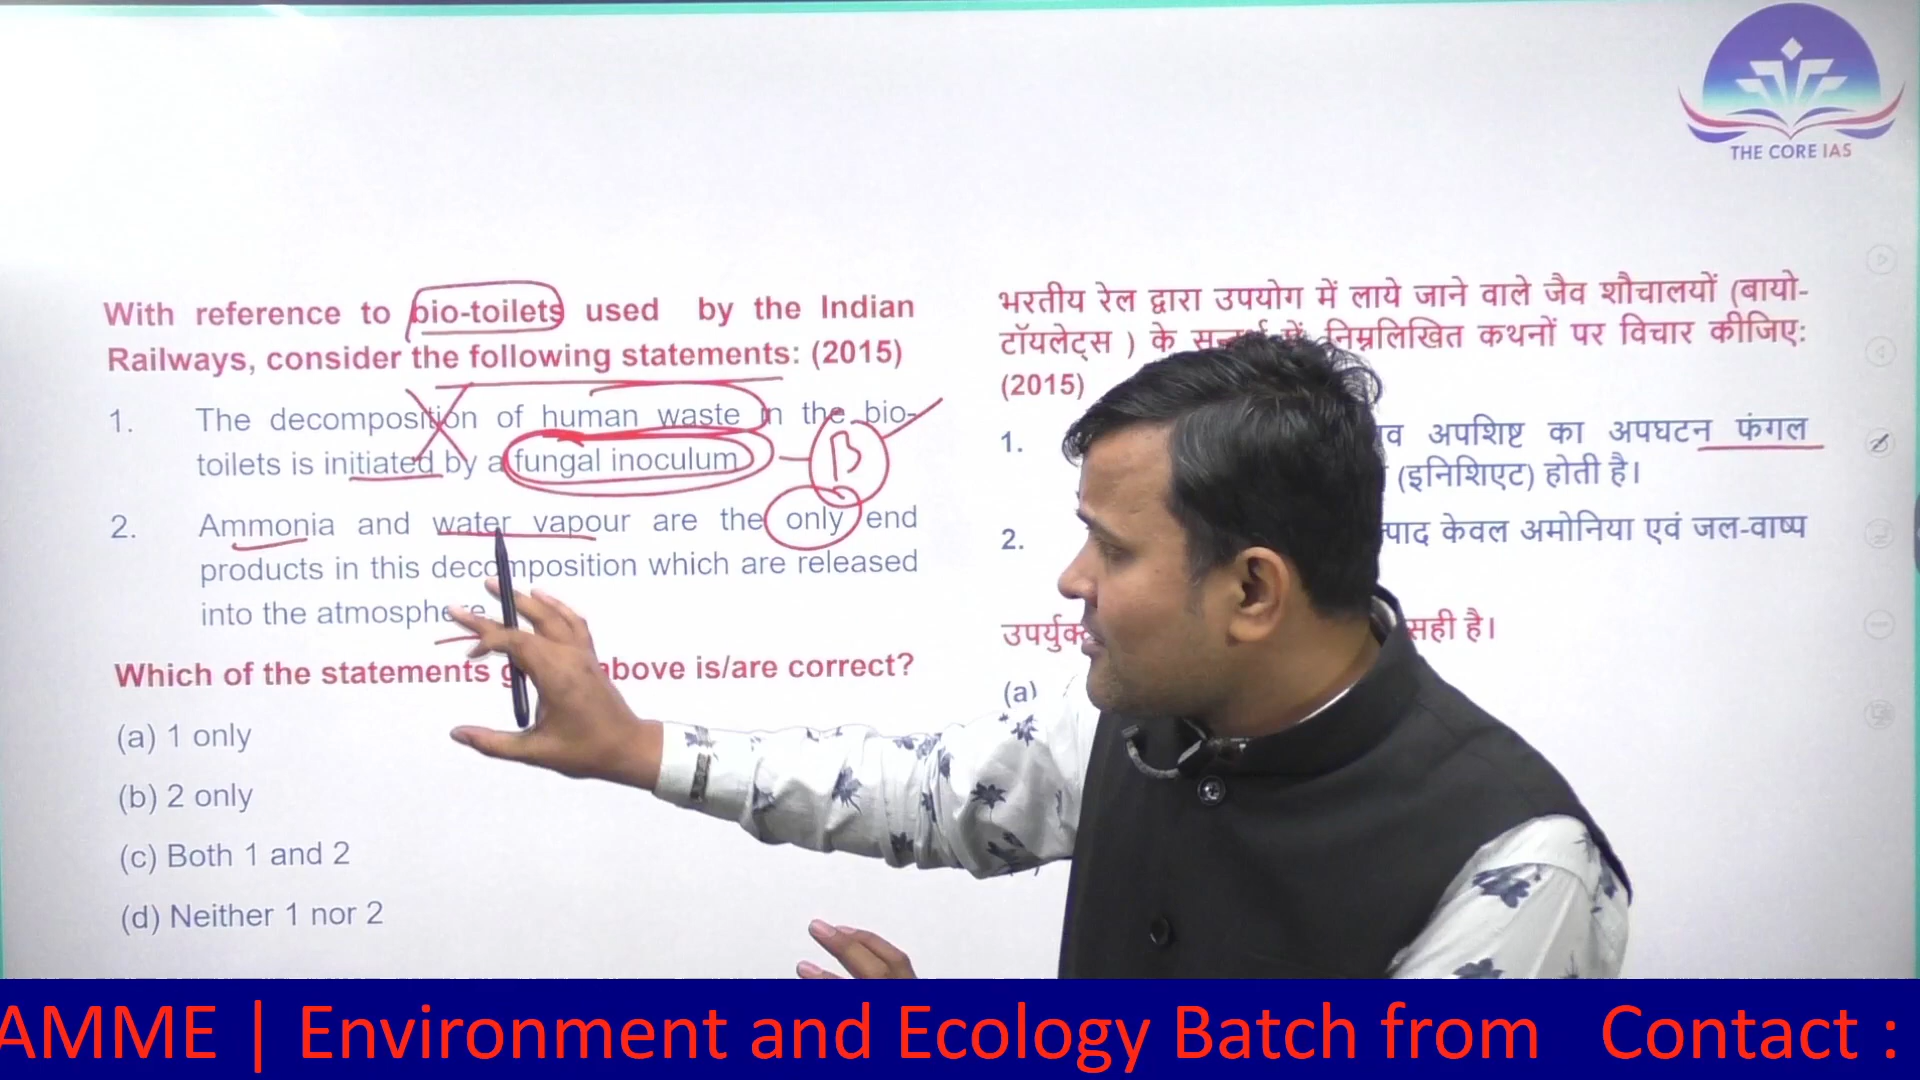 THE CORE IAS
With reference to bio-toilets used by the Indian
Railways, consider the following statements: (2015)
1. The decomposition of human waste in the bio-
toilets is initiated by a fungal inoculum
B
2. Ammonia and water vapour are the only end
products in this decomposition which are released
into the atmosphere
Which of the statements above is/are correct?
(a) 1 only
(b) 2 only
(c) Both 1 and 2
(d) Neither 1 nor 2
भरतीय रेल द्वारा उपयोग में लाये जाने वाले जैव शौचालयों (बायो-
टॉयलेट्स ) के निम्नलिखित कथनों पर विचार कीजिए:
(2015)
1. अपशिष्ट का अपघटन फंगल
(इनिशिएट) होती है।
2. केवल अमोनिया एवं जल-वाष्प
सही है।
(a)
AMME | Environment and Ecology Batch from Contact :